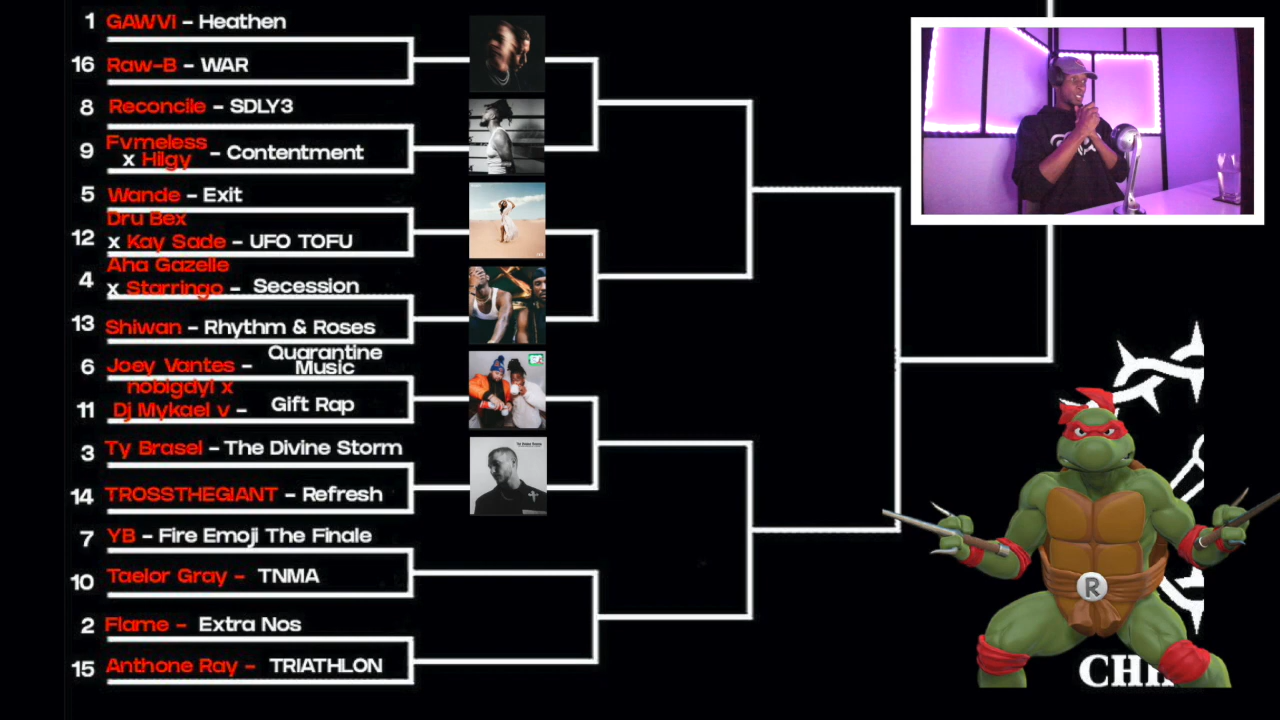 1 GAWVI - Heathen
16 Raw-B - WAR
8 Reconcile - SDLY3
9 Fvmeless
x Hilgy - Contentment
5 Wande - Exit
Dru Bex
12 x Kay Sade - UFO TOFU
Aha Gazelle
4 x Starringo - Secession
13 Shiwan - Rhythm & Roses
Quarantine
6 Joey Vantes - Music
nobigdyl x
11 Dj Mykael v - Gift Rap
3 Ty Brasel - The Divine Storm
14 TROSSTHEGIANT - Refresh
7 YB - Fire Emoji The Finale
10 Taelor Gray - TNMA
2 Flame - Extra Nos
15 Anthone Ray - TRIATHLON
R